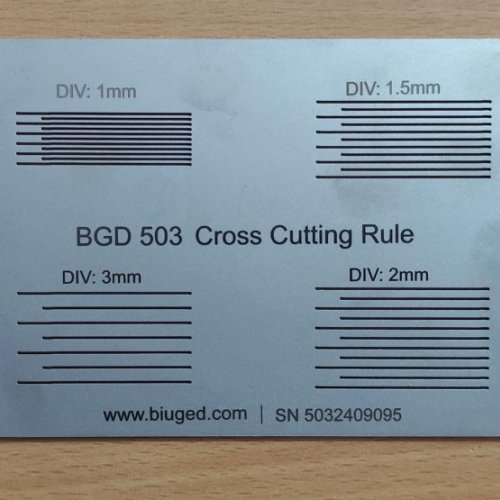 DIV: 1mm
DIV: 1.5mm
BGD 503 Cross Cutting Rule
DIV: 3mm
DIV: 2mm
www.biuged.com | SN 5032409095